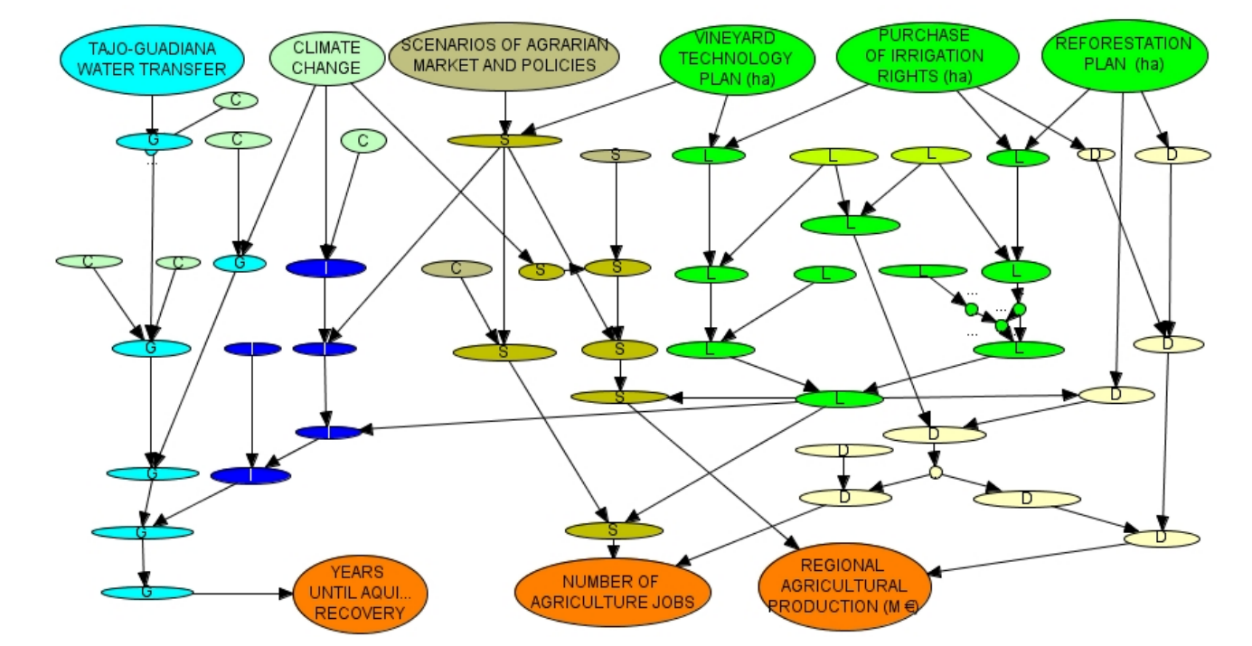 TAJO-GUADIANA
WATER TRANSFER
CLIMATE
CHANGE
SCENARIOS OF AGRARIAN
MARKET AND POLICIES
VINEYARD
TECHNOLOGY
PLAN (ha)
PURCHASE
OF IRRIGATION
RIGHTS (ha)
REFORESTATION
PLAN (ha)
C
G
...
C
C
S
S
L
L
L
L
D
D
L
C
C
G
I
C
S
S
L
L
L
L
...
...
...
G
I
I
S
S
L
L
D
S
L
D
I
D
D
G
I
D
D
G
S
D
G
YEARS
UNTIL AQUI...
RECOVERY
NUMBER OF
AGRICULTURE JOBS
REGIONAL
AGRICULTURAL
PRODUCTION (M €)